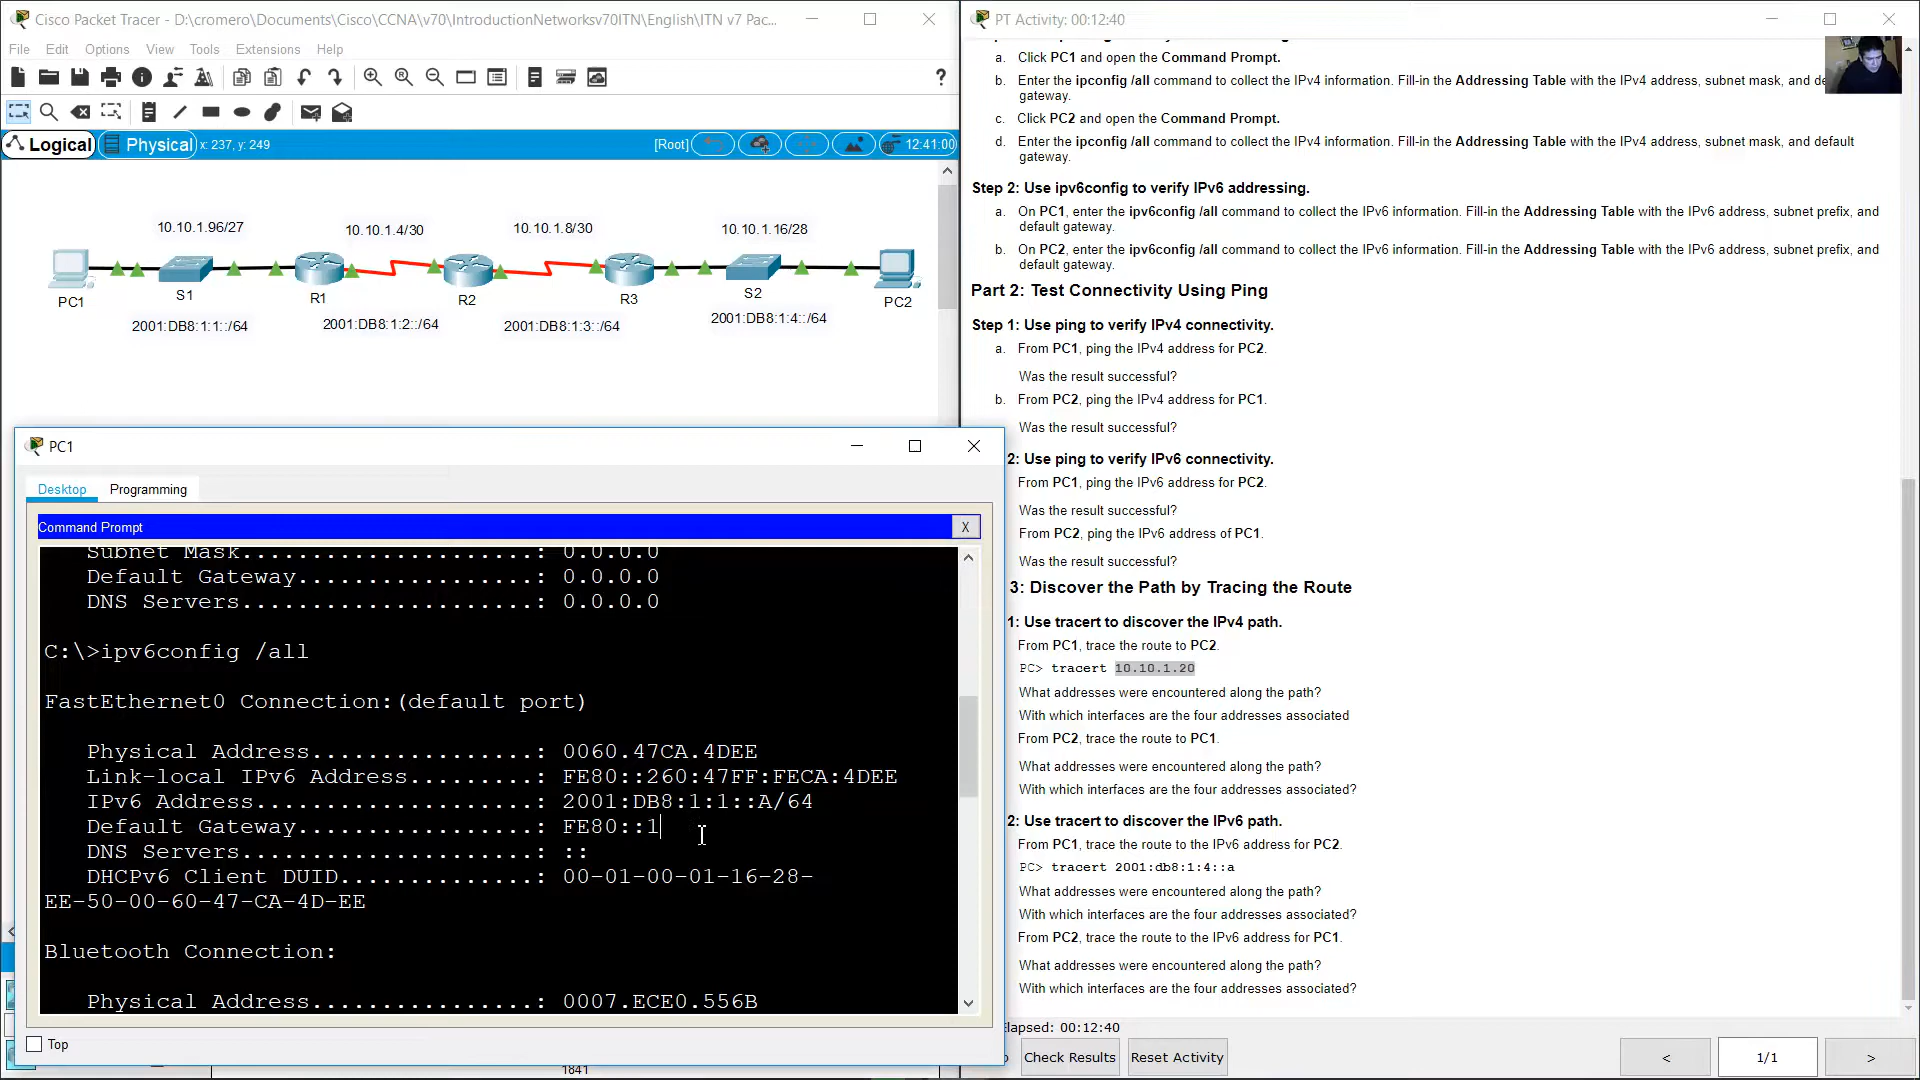 Cisco Packet Tracer - D:\cromero\Documents\Cisco\CCNA\v70\IntroductionNetworksv70ITN\English\ITN v7 Pac...
File Edit Options View Tools Extensions Help
?
Logical Physical x: 237, y: 249 [Root] 12:41:00
10.10.1.96/27 10.10.1.4/30 10.10.1.8/30 10.10.1.16/28
PC1 S1 R1 R2 R3 S2 PC2
2001:DB8:1:1::/64 2001:DB8:1:2::/64 2001:DB8:1:3::/64 2001:DB8:1:4::/64
PC1
Desktop Programming
Command Prompt X
Subnet Mask......................: 0.0.0.0
Default Gateway..................: 0.0.0.0
DNS Servers......................: 0.0.0.0
C:\>ipv6config /all
FastEthernet0 Connection:(default port)
Physical Address................: 0060.47CA.4DEE
Link-local IPv6 Address.........: FE80::260:47FF:FECA:4DEE
IPv6 Address....................: 2001:DB8:1:1::A/64
Default Gateway.................: FE80::1
DNS Servers.....................: ::
DHCPv6 Client DUID..............: 00-01-00-01-16-28-
EE-50-00-60-47-CA-4D-EE
Bluetooth Connection:
Physical Address................: 0007.ECE0.556B
Top
1841
PT Activity: 00:12:40
a. Click PC1 and open the Command Prompt.
b. Enter the ipconfig /all command to collect the IPv4 information. Fill-in the Addressing Table with the IPv4 address, subnet mask, and
gateway.
c. Click PC2 and open the Command Prompt.
d. Enter the ipconfig /all command to collect the IPv4 information. Fill-in the Addressing Table with the IPv4 address, subnet mask, and default
gateway.
Step 2: Use ipv6config to verify IPv6 addressing.
a. On PC1, enter the ipv6config /all command to collect the IPv6 information. Fill-in the Addressing Table with the IPv6 address, subnet prefix, and
default gateway.
b. On PC2, enter the ipv6config /all command to collect the IPv6 information. Fill-in the Addressing Table with the IPv6 address, subnet prefix, and
default gateway.
Part 2: Test Connectivity Using Ping
Step 1: Use ping to verify IPv4 connectivity.
a. From PC1, ping the IPv4 address for PC2.
Was the result successful?
b. From PC2, ping the IPv4 address for PC1.
Was the result successful?
2: Use ping to verify IPv6 connectivity.
From PC1, ping the IPv6 address for PC2.
Was the result successful?
From PC2, ping the IPv6 address of PC1.
Was the result successful?
3: Discover the Path by Tracing the Route
1: Use tracert to discover the IPv4 path.
From PC1, trace the route to PC2.
PC> tracert 10.10.1.20
What addresses were encountered along the path?
With which interfaces are the four addresses associated
From PC2, trace the route to PC1.
What addresses were encountered along the path?
With which interfaces are the four addresses associated?
2: Use tracert to discover the IPv6 path.
From PC1, trace the route to the IPv6 address for PC2.
PC> tracert 2001:db8:1:4::a
What addresses were encountered along the path?
With which interfaces are the four addresses associated?
From PC2, trace the route to the IPv6 address for PC1.
What addresses were encountered along the path?
With which interfaces are the four addresses associated?
lapsed: 00:12:40
Check Results Reset Activity < 1/1 >